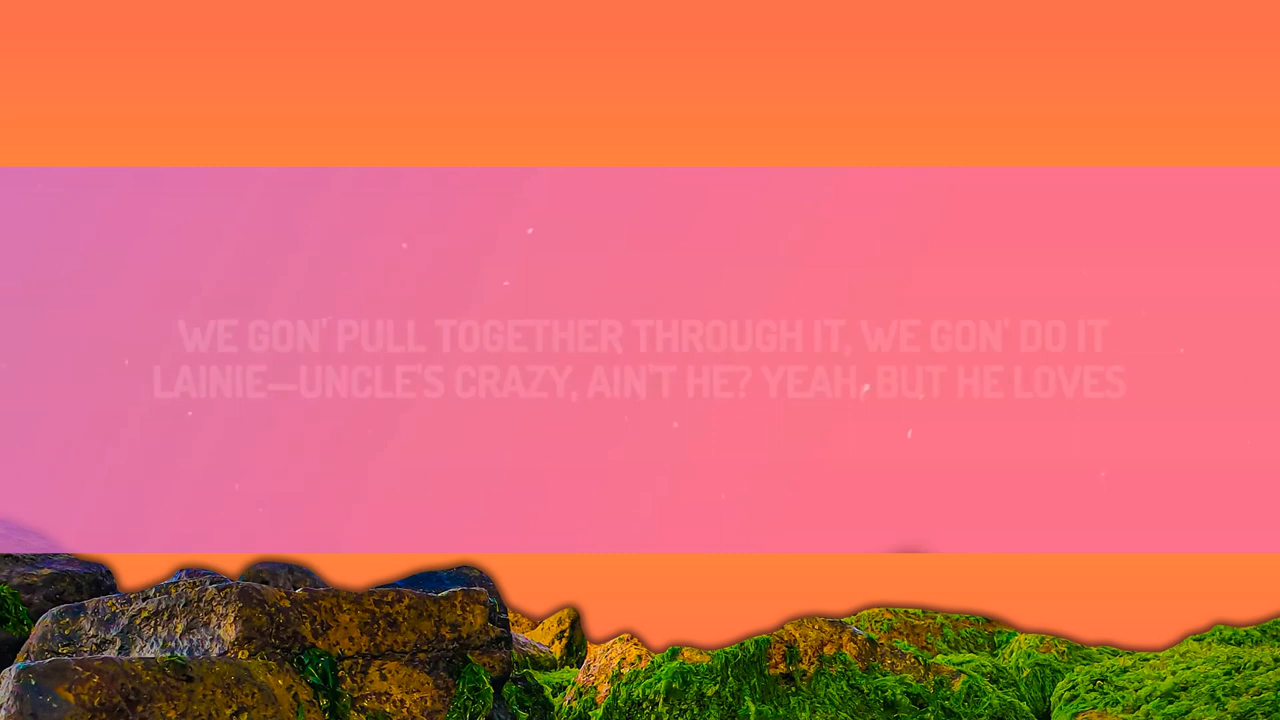 WE GON' PULL TOGETHER THROUGH IT, WE GON' DO IT
LAINIE—UNCLE'S CRAZY, AIN'T HE? YEAH, BUT HE LOVES